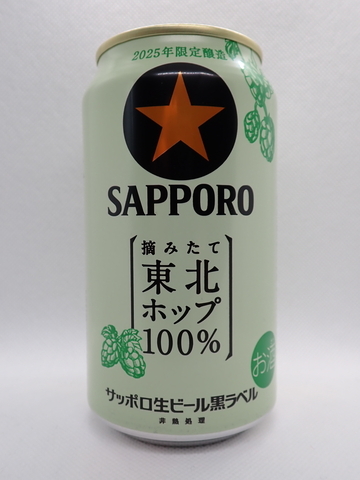 2025年限定醸造
SAPPORO
摘みたて
東北
ホップ
100%
お酒
サッポロ生ビール黒ラベル
非熱処理